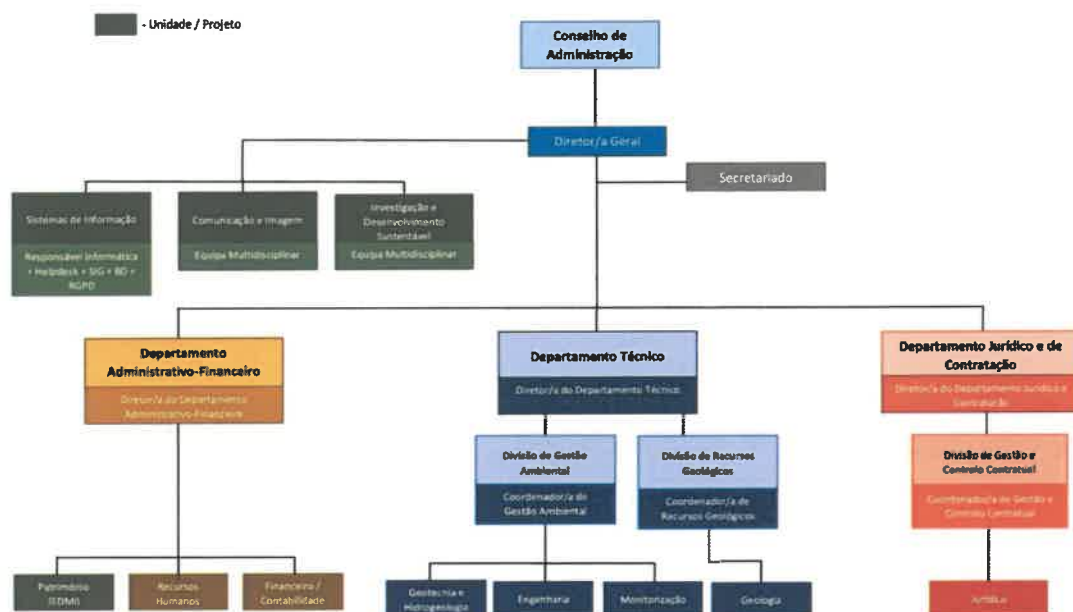 - Unidade / Projeto
Conselho de
Administração
Diretor/a Geral
Secretariado
Sistemas de Informação
Responsável Informática
+ Helpdesk + SIG + BD +
RGPD
Comunicação e Imagem
Equipa Multidisciplinar
Investigação e
Desenvolvimento
Sustentável
Equipa Multidisciplinar
Departamento
Administrativo-Financeiro
Diretor/a do Departamento
Administrativo-Financeiro
Departamento Técnico
Diretor/a do Departamento Técnico
Departamento Jurídico e de
Contratação
Diretor/a do Departamento Jurídico e
Contratação
Divisão de Gestão
Ambiental
Coordenador/a de
Gestão Ambiental
Divisão de Recursos
Geológicos
Coordenador/a de
Recursos Geológicos
Divisão de Gestão e
Controlo Contratual
Coordenador/a de Gestão e
Controlo Contratual
Património
(EDM)
Recursos
Humanos
Financeiro /
Contabilidade
Geotecnia e
Hidrogeologia
Engenharia
Monitorização
Geologia
Jurídico